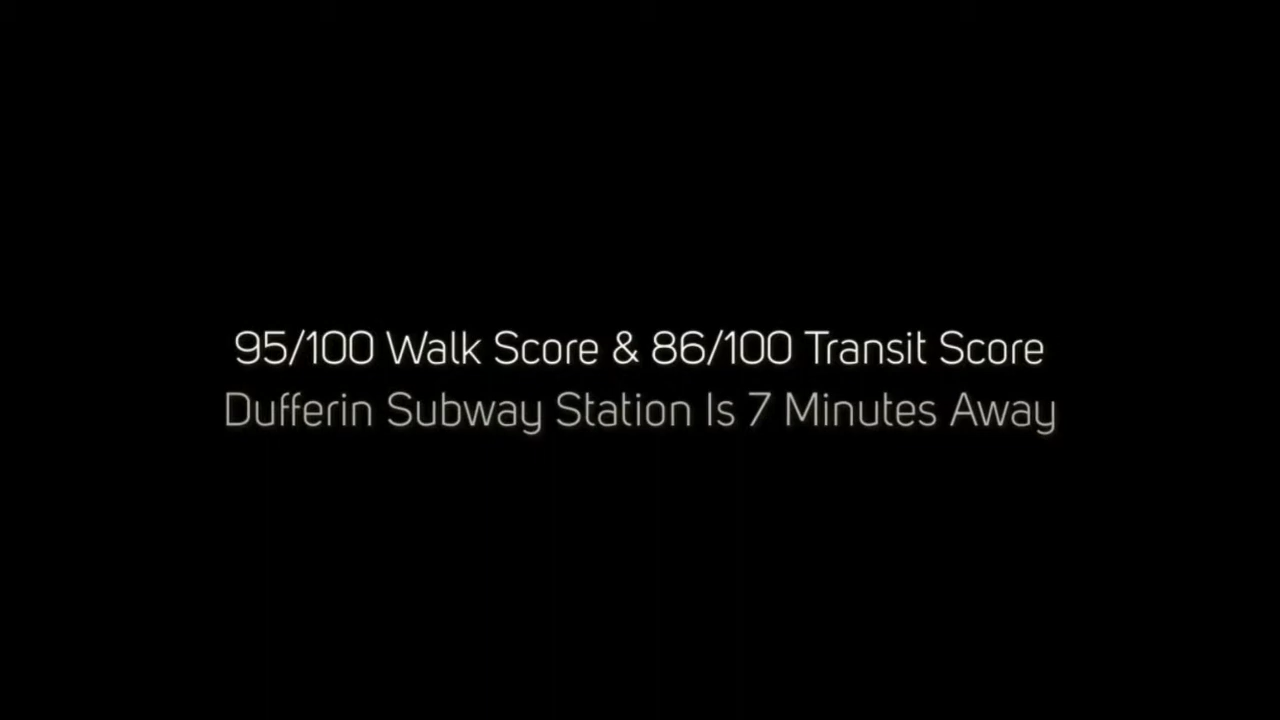 95/100 Walk Score & 86/100 Transit Score
Dufferin Subway Station Is 7 Minutes Away